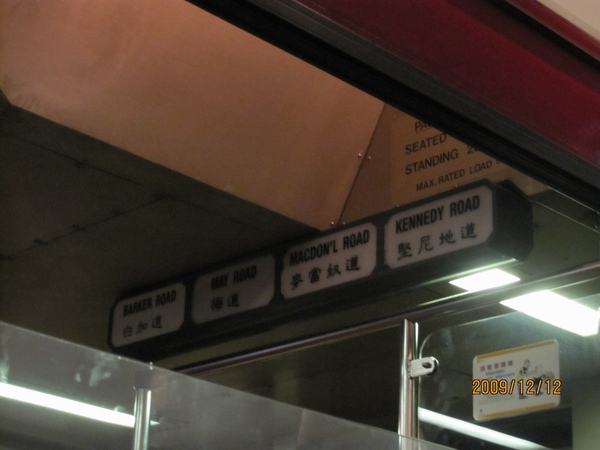 SEATED
STANDING
MAX. RATED LOAD
BARKER ROAD
白加道
MAY ROAD
梅道
MACDON'L ROAD
麥當奴道
KENNEDY ROAD
堅尼地道
2009/12/12